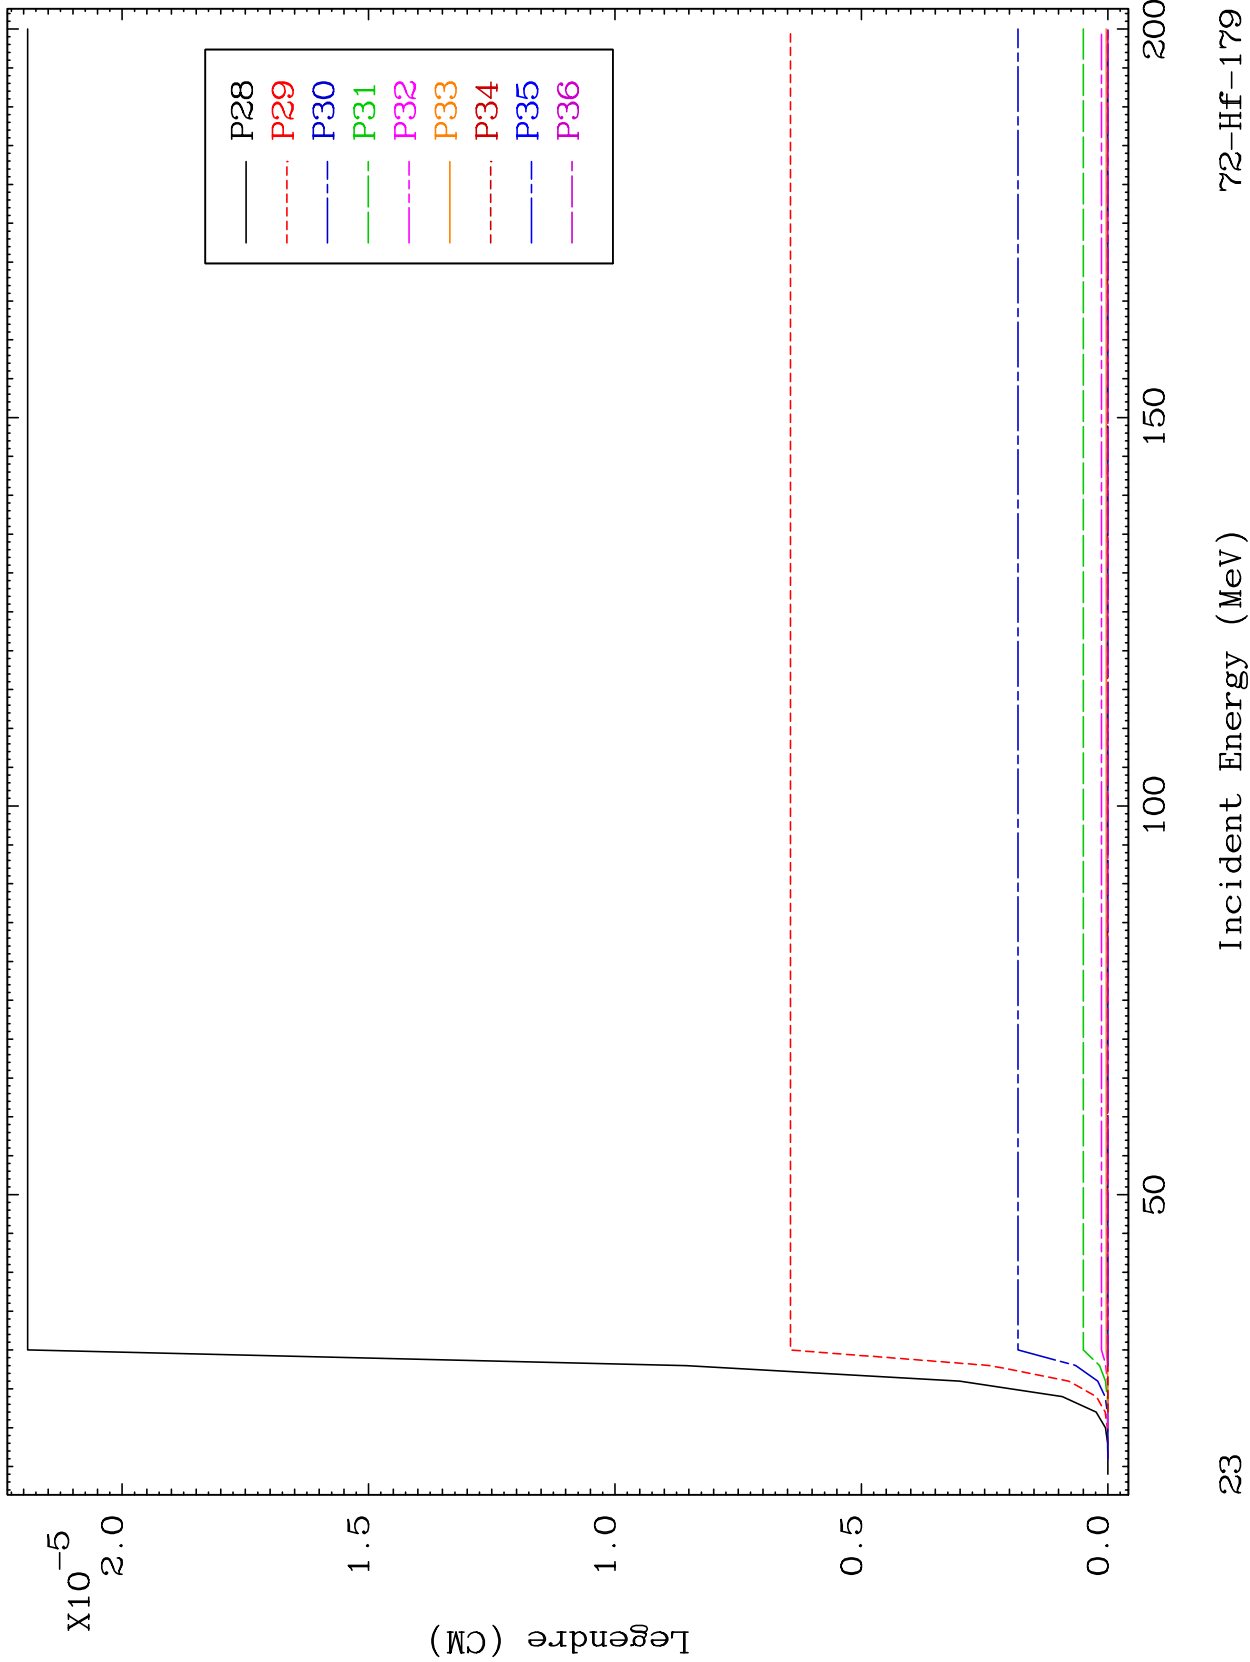 X10⁻⁵
2.0
1.5
1.0
0.5
0.0
Legendre (CM)
P28
P29
P30
P31
P32
P33
P34
P35
P36
50
100
150
200
23
Incident Energy (MeV)
72-Hf-179